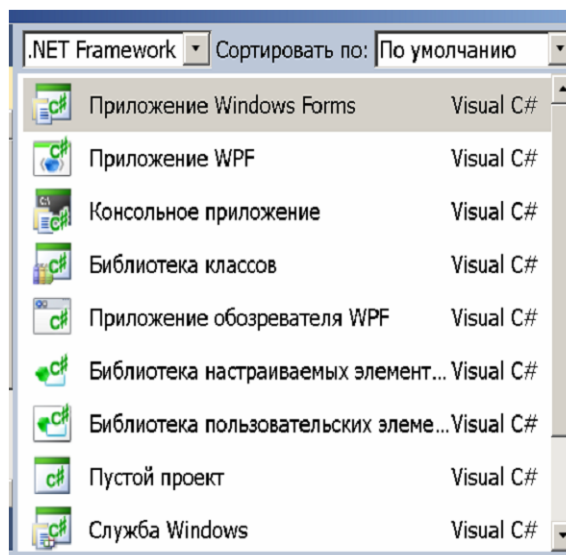 .NET Framework Сортировать по: По умолчанию
Приложение Windows Forms Visual C#
Приложение WPF Visual C#
Консольное приложение Visual C#
Библиотека классов Visual C#
Приложение обозревателя WPF Visual C#
Библиотека настраиваемых элемент... Visual C#
Библиотека пользовательских элеме... Visual C#
Пустой проект Visual C#
Служба Windows Visual C#